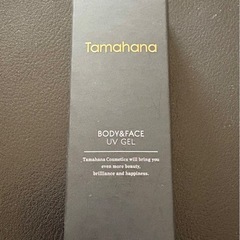 Tamahana
BODY&FACE
UV GEL
Tamahana Cosmetics will bring you
even more beauty,
brilliance and happiness.